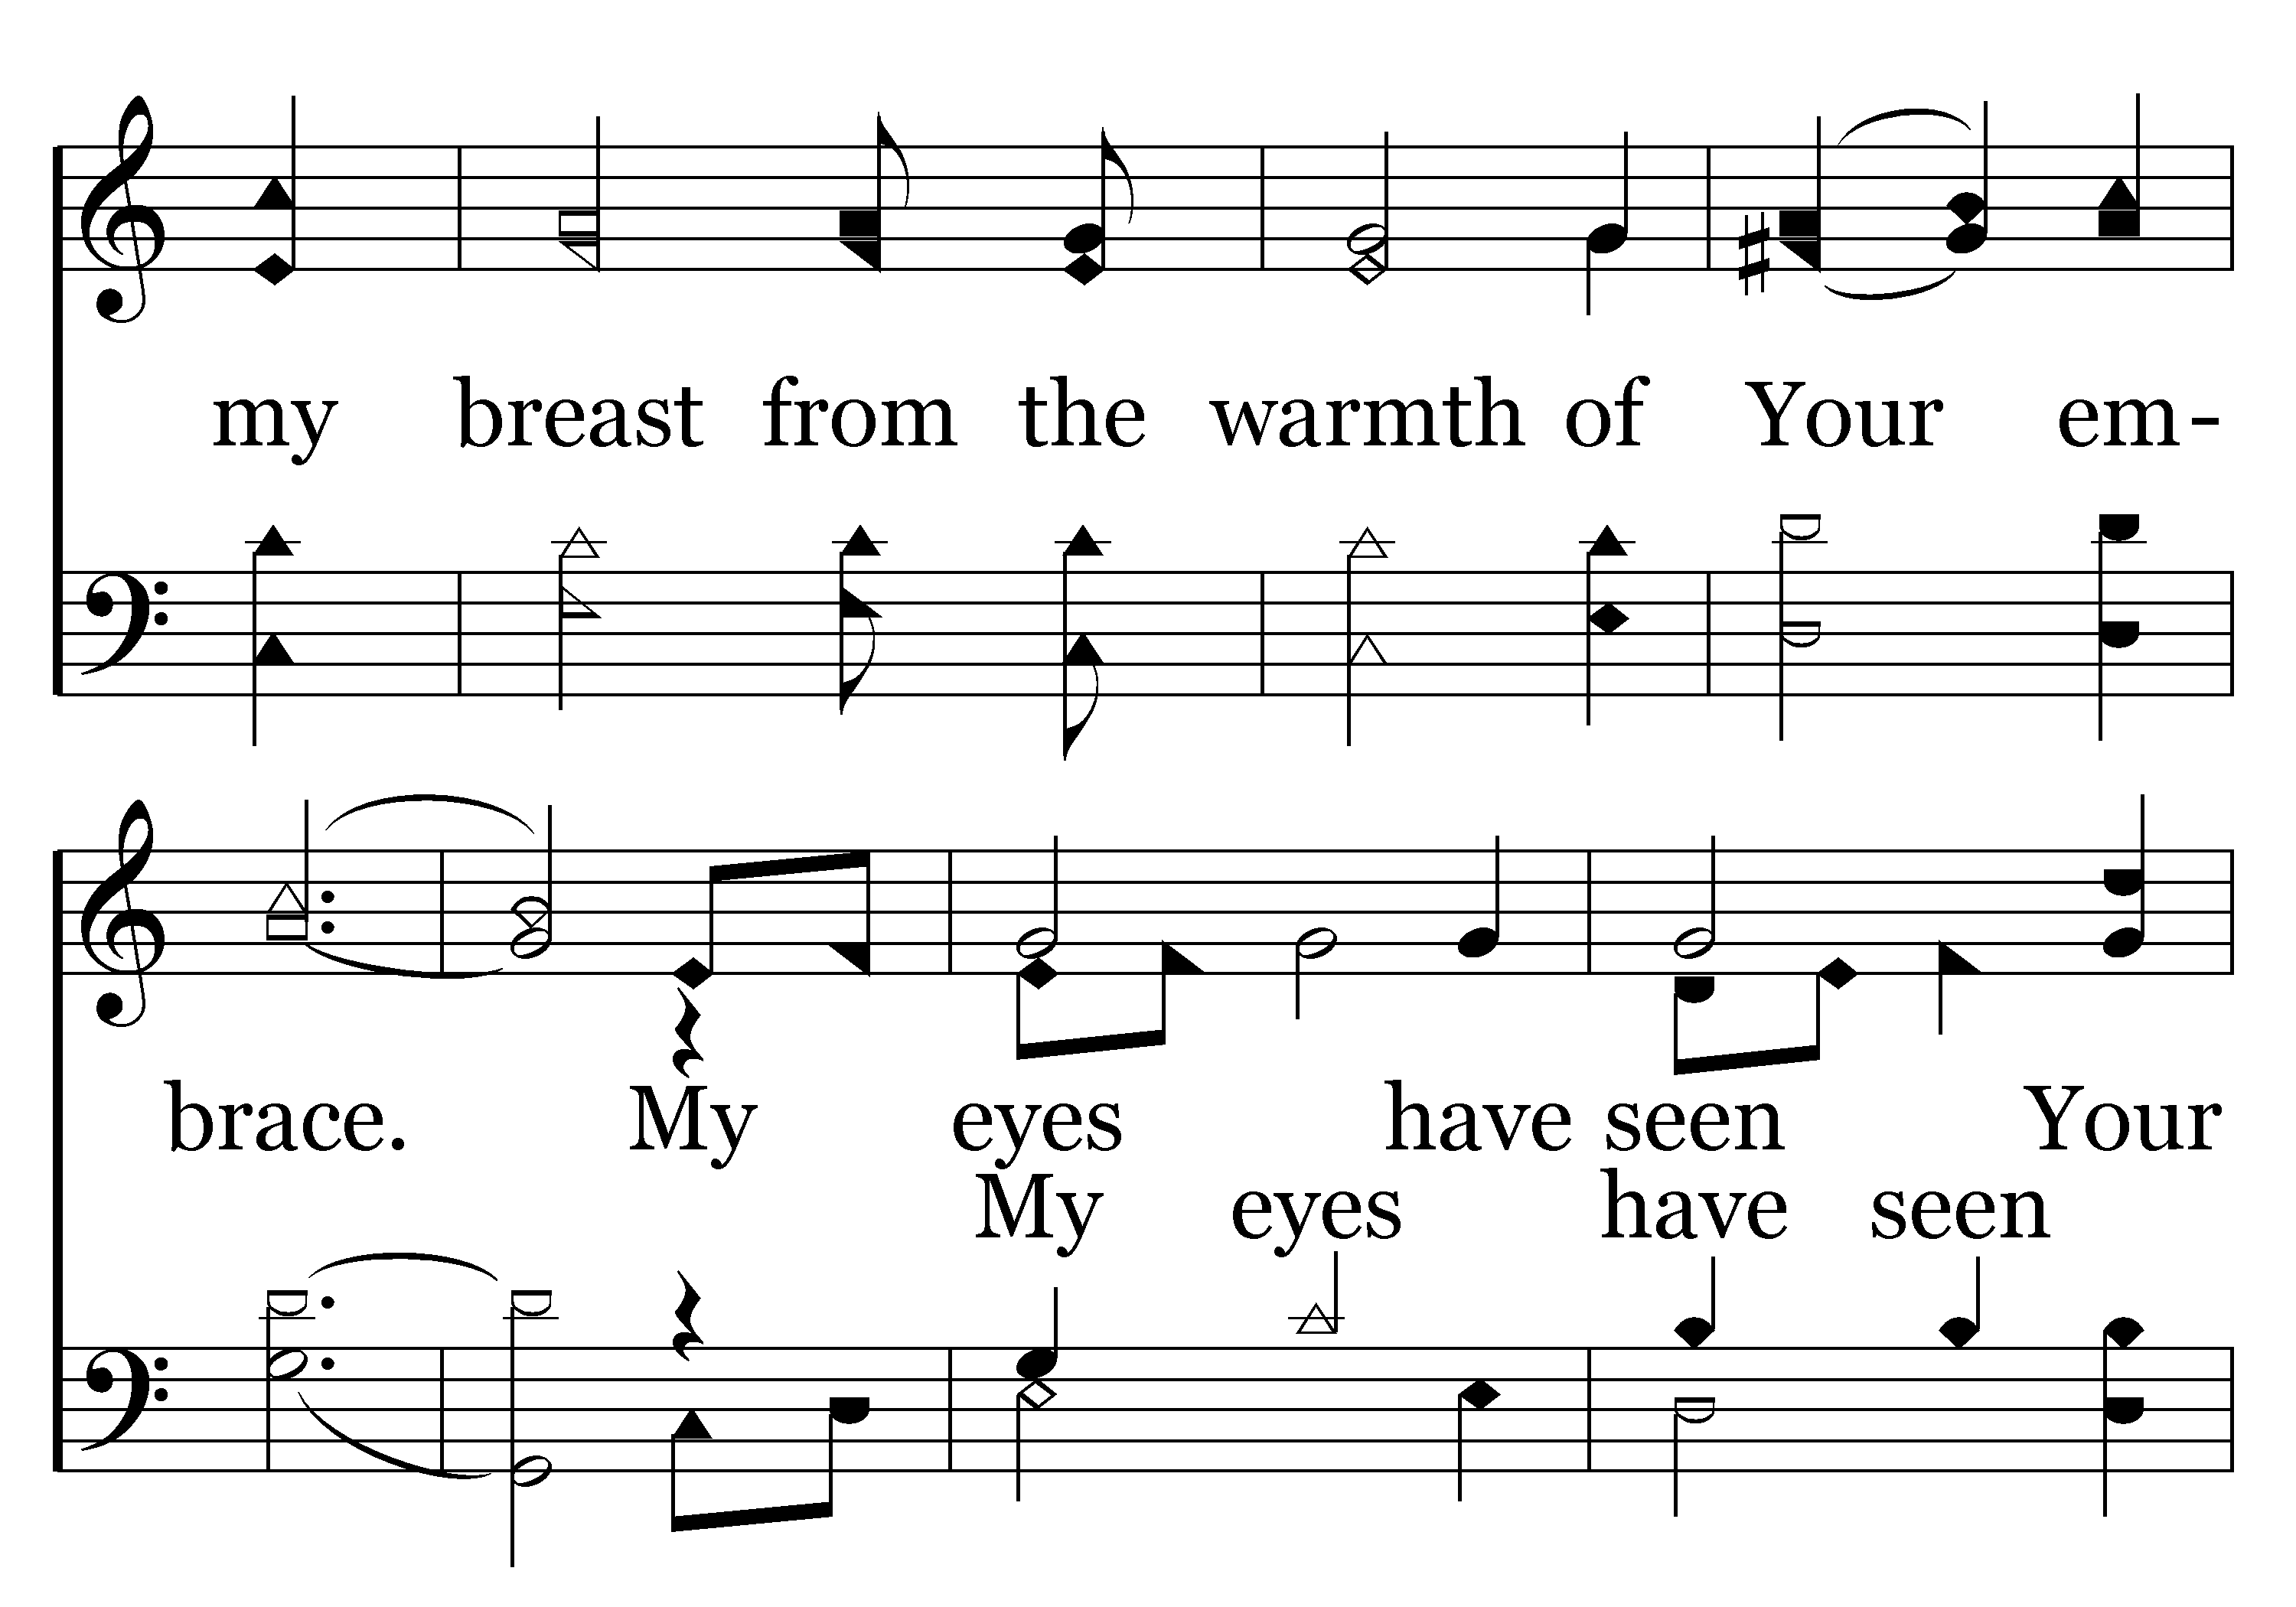 my breast from the warmth of Your em-
brace. My eyes have seen Your
My eyes have seen